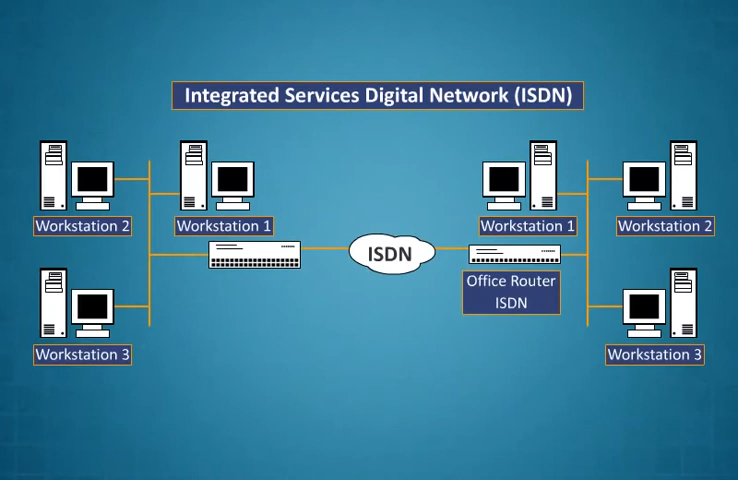 Integrated Services Digital Network (ISDN)
Workstation 2
Workstation 1
Workstation 1
Workstation 2
ISDN
Office Router
ISDN
Workstation 3
Workstation 3